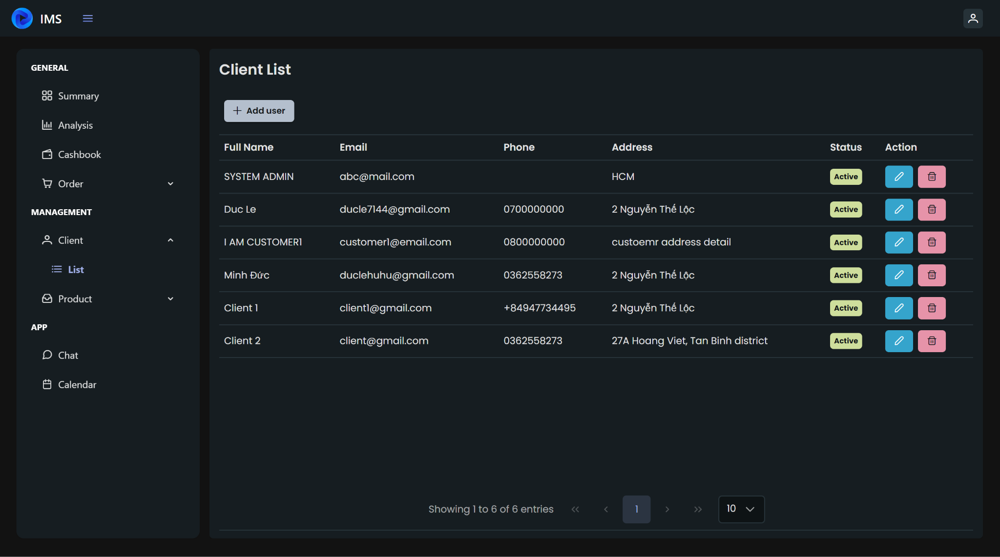 IMS
GENERAL
Summary
Analysis
Cashbook
Order
MANAGEMENT
Client
List
Product
APP
Chat
Calendar
Client List
Add user
Full Name Email Phone Address Status Action
SYSTEM ADMIN abc@mail.com HCM Active
Duc Le ducle7144@gmail.com 0700000000 2 Nguyễn Thế Lộc Active
I AM CUSTOMER1 customer1@email.com 0800000000 custoemr address detail Active
Minh Đức duclehuhu@gmail.com 0362558273 2 Nguyễn Thế Lộc Active
Client 1 client1@gmail.com +84947734495 2 Nguyễn Thế Lộc Active
Client 2 client@gmail.com 0362558273 27A Hoang Viet, Tan Binh district Active
Showing 1 to 6 of 6 entries 1 10